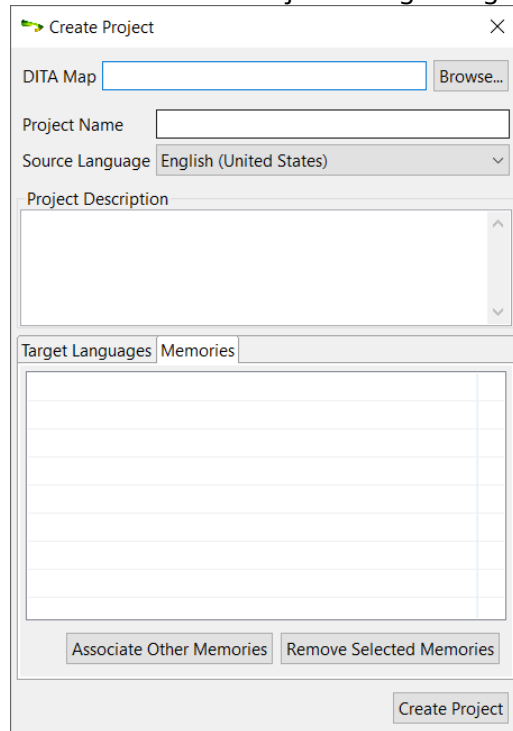 Create Project
DITA Map Browse...
Project Name
Source Language English (United States)
Project Description
Target Languages Memories
Associate Other Memories Remove Selected Memories
Create Project